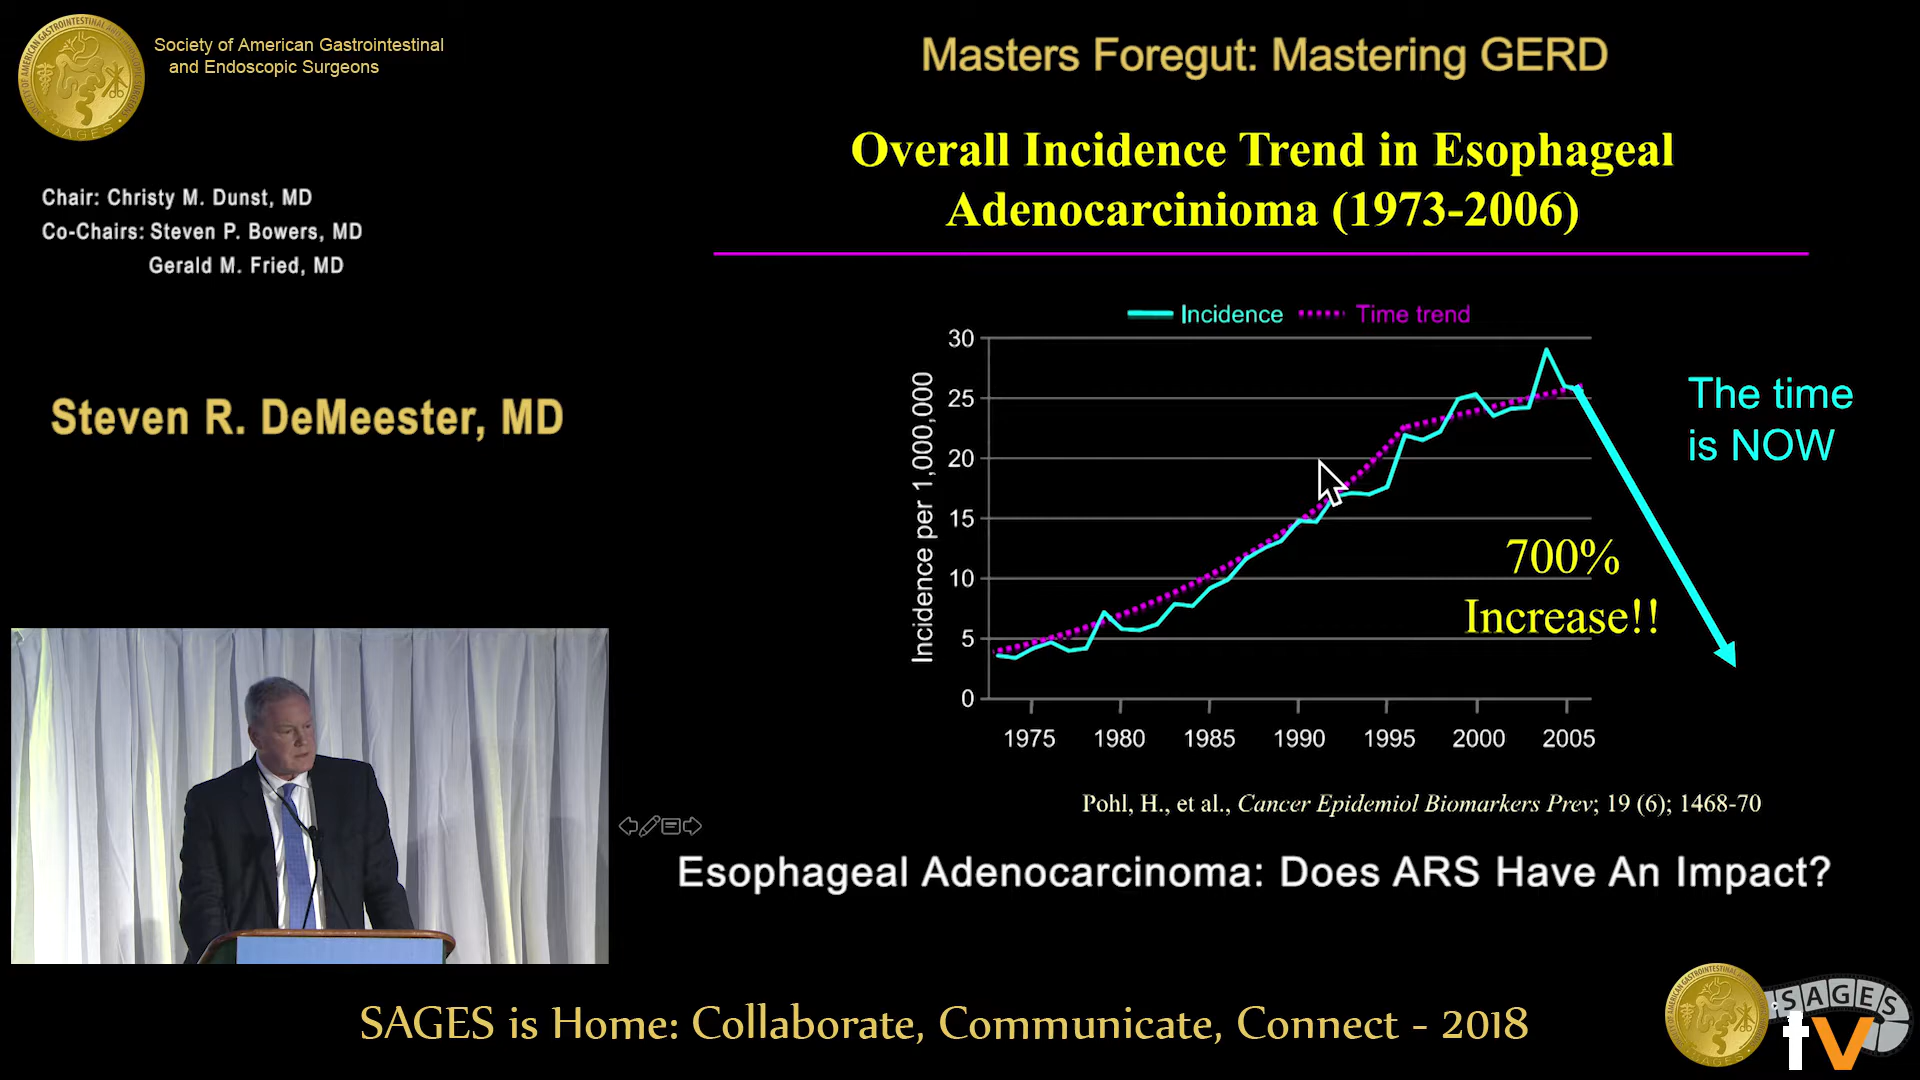 Society of American Gastrointestinal
and Endoscopic Surgeons
Masters Foregut: Mastering GERD
Chair: Christy M. Dunst, MD
Co-Chairs: Steven P. Bowers, MD
Gerald M. Fried, MD
Steven R. DeMeester, MD
Overall Incidence Trend in Esophageal
Adenocarcinioma (1973-2006)
Incidence Time trend
Incidence per 1,000,000
30
25
20
15
10
5
0
1975 1980 1985 1990 1995 2000 2005
The time
is NOW
700%
Increase!!
Pohl, H., et al., Cancer Epidemiol Biomarkers Prev; 19 (6); 1468-70
Esophageal Adenocarcinoma: Does ARS Have An Impact?
SAGES is Home: Collaborate, Communicate, Connect - 2018
SAGES
tv